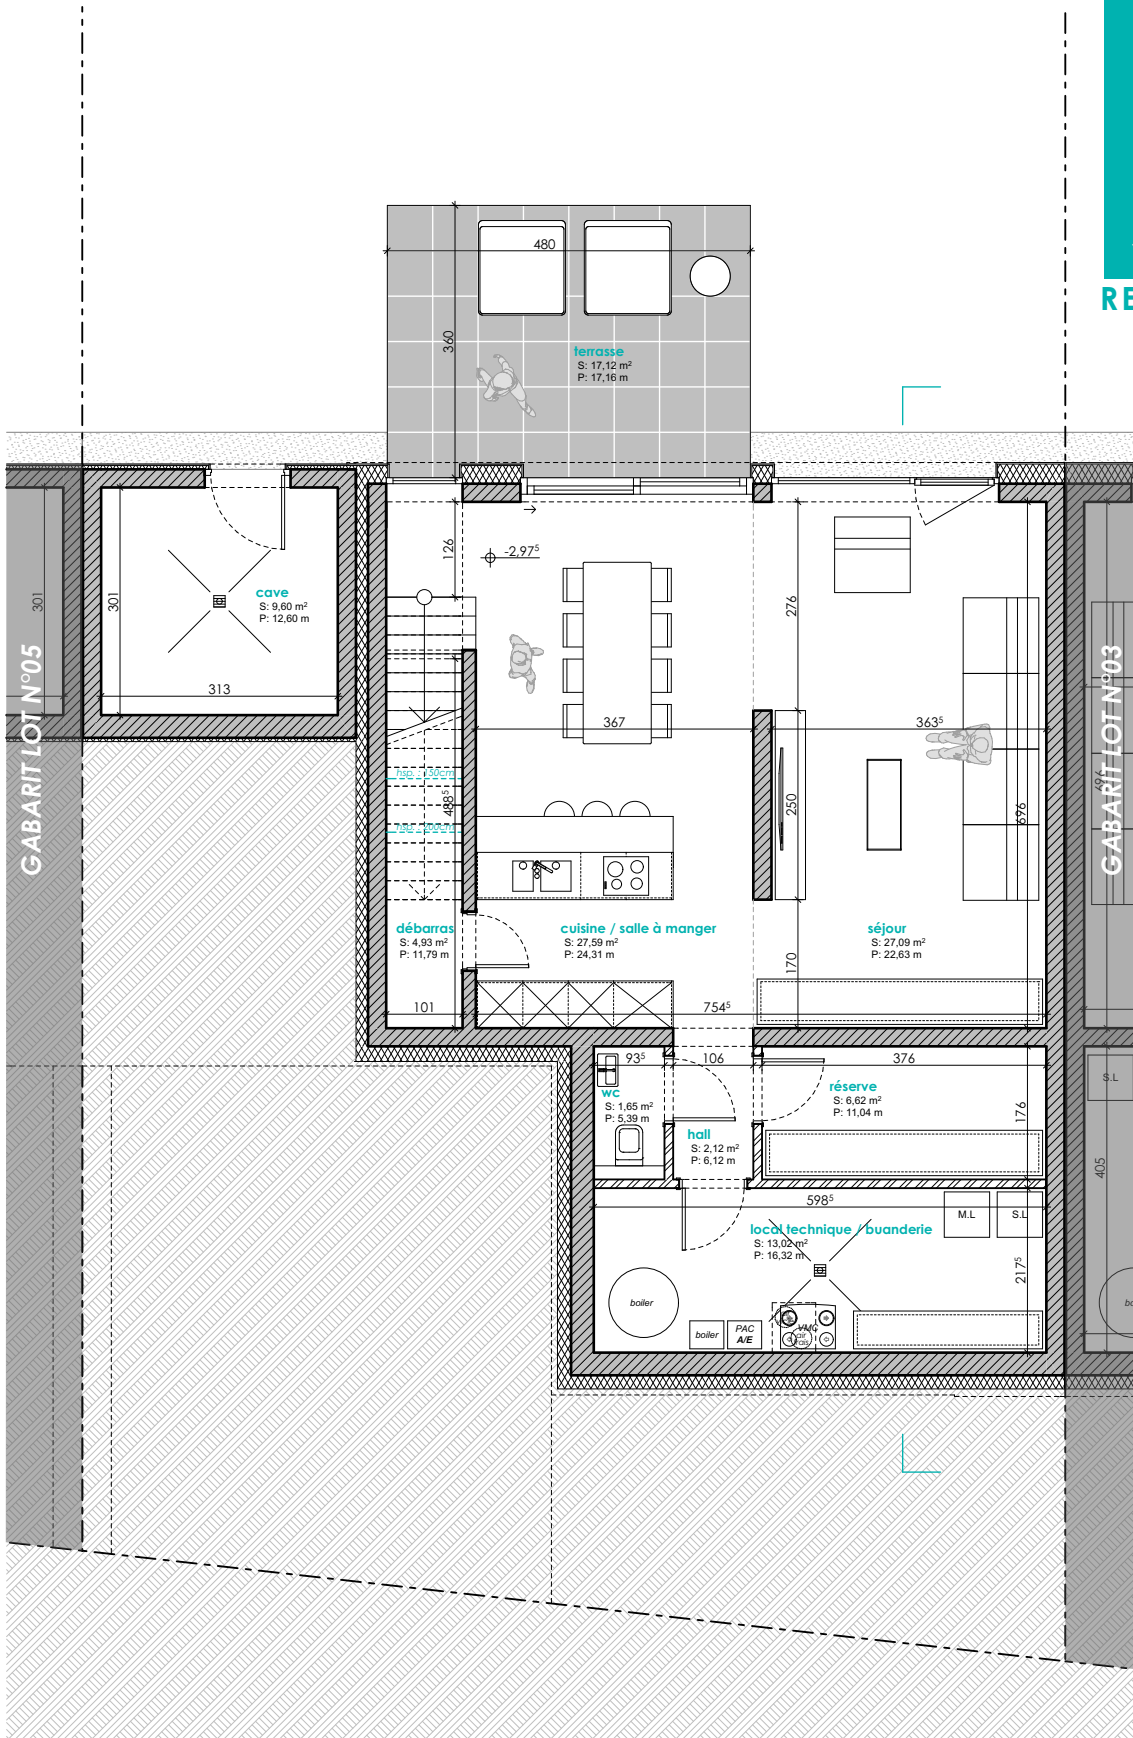 RE
480
360
terrasse
S: 17,12 m²
P: 17,16 m
126
-2,97⁵
276
301
301
cave
S: 9,60 m²
P: 12,60 m
313
GABARIT LOT N°05
GABARIT LOT N°03
367
363⁵
hsp. : 150cm
hsp. : 200cm
488⁵
250
696
696
débarras
S: 4,93 m²
P: 11,79 m
cuisine / salle à manger
S: 27,59 m²
P: 24,31 m
séjour
S: 27,09 m²
P: 22,63 m
170
101
754⁵
93⁵
106
376
wc
S: 1,65 m²
P: 5,39 m
hall
S: 2,12 m²
P: 6,12 m
réserve
S: 6,62 m²
P: 11,04 m
176
S.L
405
598⁵
local technique / buanderie
S: 13,02 m²
P: 16,32 m
M.L
S.L
217⁵
boiler
boiler
PAC
A/E
VMC
air
frais
bo